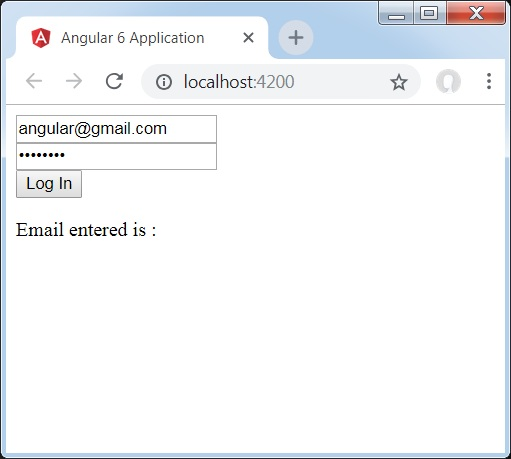 Angular 6 Application
localhost:4200
angular@gmail.com
••••••••
Log In
Email entered is :